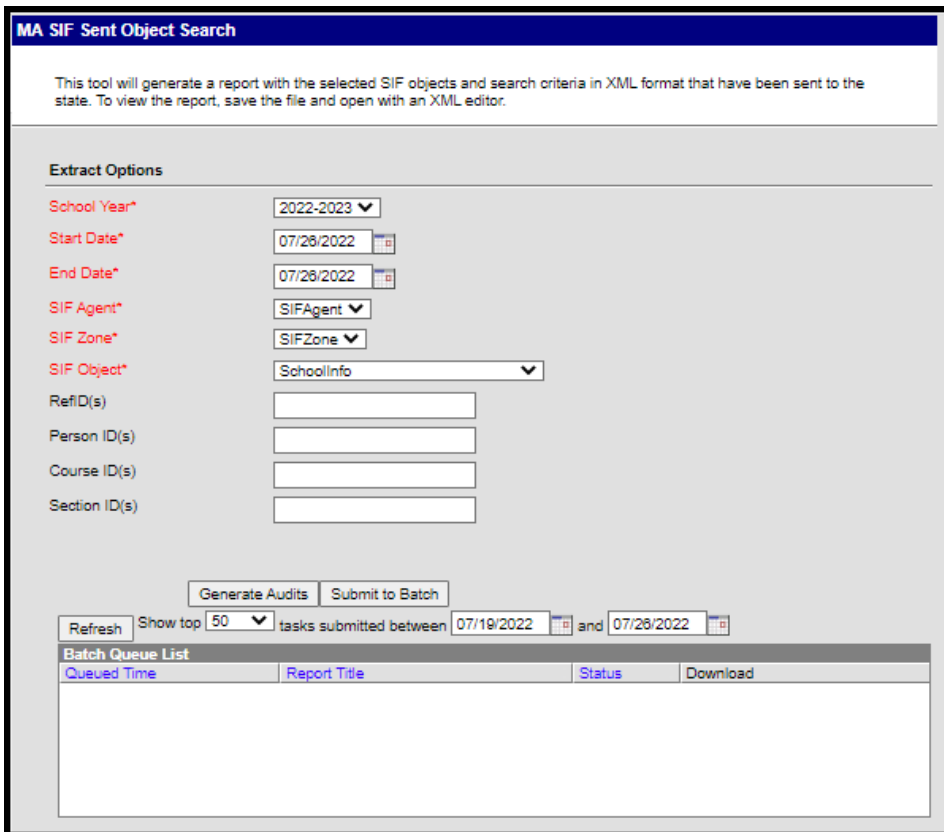 MA SIF Sent Object Search
This tool will generate a report with the selected SIF objects and search criteria in XML format that have been sent to the
state. To view the report, save the file and open with an XML editor.
Extract Options
School Year* 2022-2023
Start Date* 07/26/2022
End Date* 07/26/2022
SIF Agent* SIFAgent
SIF Zone* SIFZone
SIF Object* SchoolInfo
RefID(s)
Person ID(s)
Course ID(s)
Section ID(s)
Generate Audits Submit to Batch
Refresh Show top 50 tasks submitted between 07/19/2022 and 07/26/2022
Batch Queue List
Queued Time Report Title Status Download